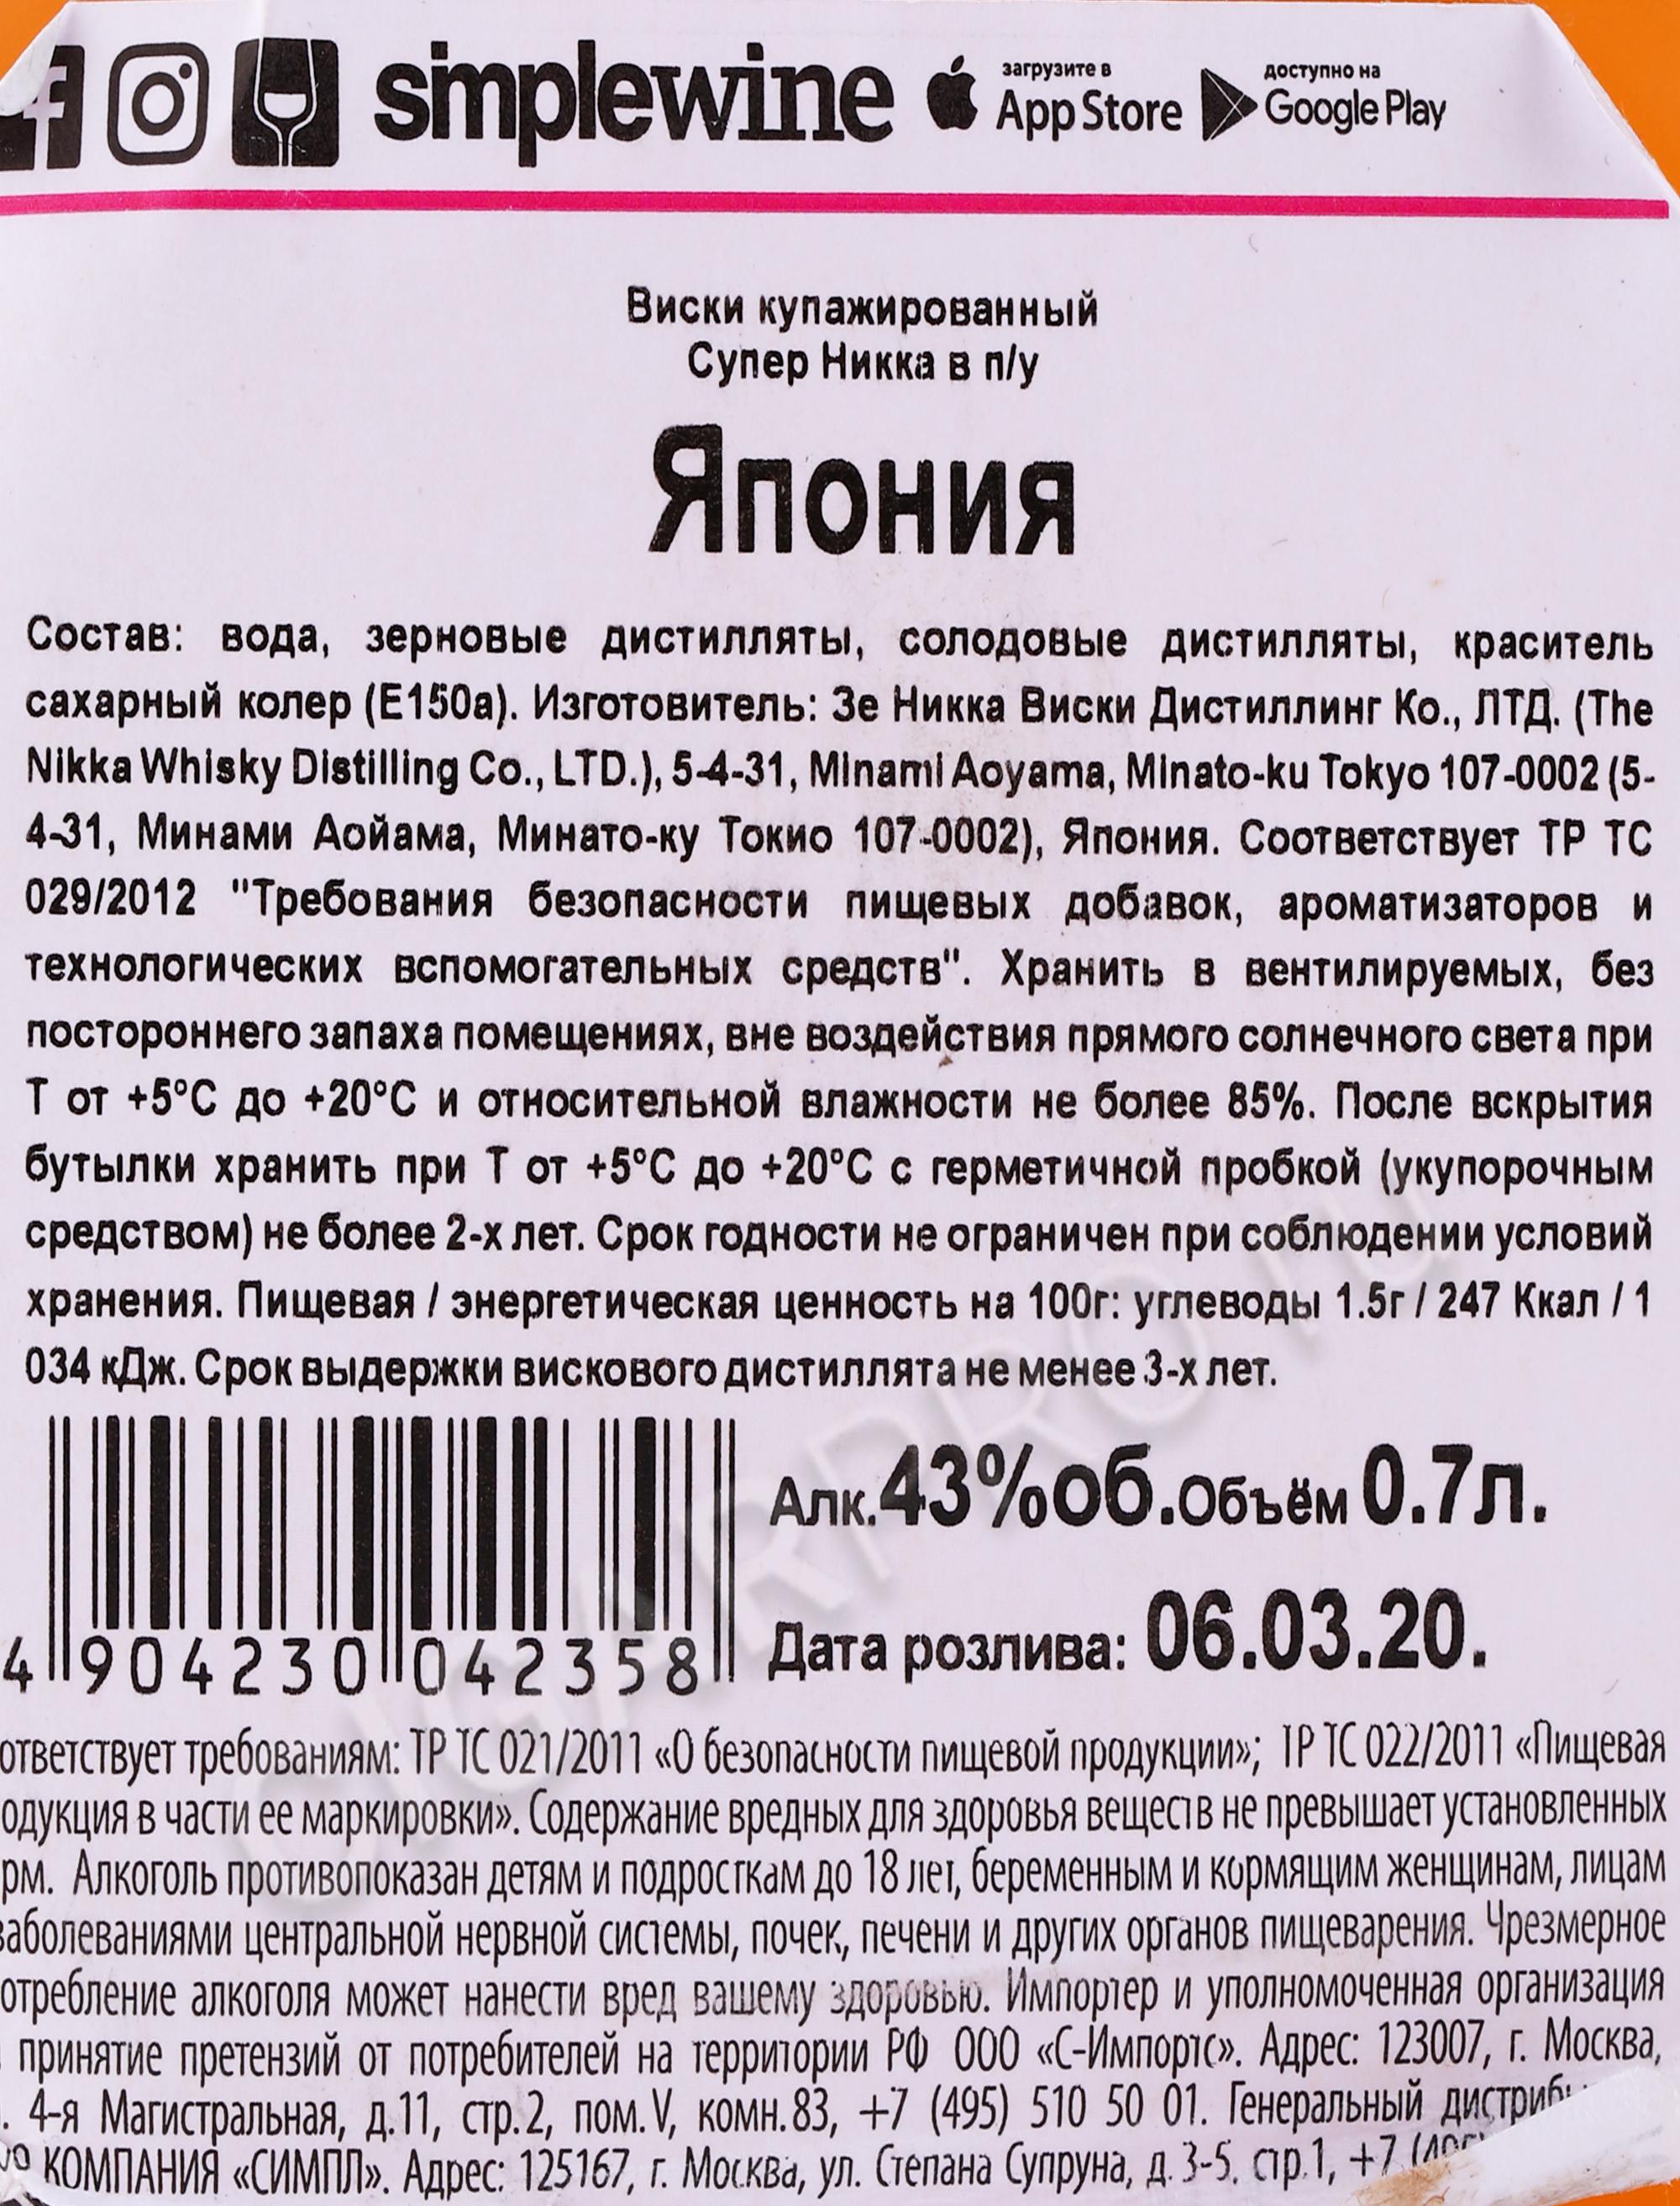 simplewine
загрузите в
App Store
доступно на
Google Play
Виски купажированный
Супер Никка в п/у
Япония
Состав: вода, зерновые дистилляты, солодовые дистилляты, краситель
сахарный колер (Е150а). Изготовитель: Зе Никка Виски Дистиллинг Ко., ЛТД. (The
Nikka Whisky Distilling Co., LTD.), 5-4-31, Minami Aoyama, Minato-ku Tokyo 107-0002 (5-
4-31, Минами Аойама, Минато-ку Токио 107-0002), Япония. Соответствует ТР ТС
029/2012 "Требования безопасности пищевых добавок, ароматизаторов и
технологических вспомогательных средств". Хранить в вентилируемых, без
постороннего запаха помещениях, вне воздействия прямого солнечного света при
Т от +5°С до +20°С и относительной влажности не более 85%. После вскрытия
бутылки хранить при Т от +5°С до +20°С с герметичной пробкой (укупорочным
средством) не более 2-х лет. Срок годности не ограничен при соблюдении условий
хранения. Пищевая / энергетическая ценность на 100г: углеводы 1.5г / 247 Ккал / 1
034 кДж. Срок выдержки вискового дистиллята не менее 3-х лет.
Алк.43%об.Объём 0.7л.
Дата розлива: 06.03.20.
4 904230 042358
CIGARPRO.ru
ответствует требованиям: ТР ТС 021/2011 «О безопасности пищевой продукции»; ТР ТС 022/2011 «Пищевая
одукция в части ее маркировки». Содержание вредных для здоровья веществ не превышает установленных
рм. Алкоголь противопоказан детям и подросткам до 18 лет, беременным и кормящим женщинам, лицам
заболеваниями центральной нервной системы, почек, печени и других органов пищеварения. Чрезмерное
отребление алкоголя может нанести вред вашему здоровью. Импортер и уполномоченная организация
принятие претензий от потребителей на территории РФ ООО «С-Импортс». Адрес: 123007, г. Москва,
. 4-я Магистральная, д.11, стр.2, пом.V, комн.83, +7 (495) 510 50 01. Генеральный дистриб
КОМПАНИЯ «СИМПЛ». Адрес: 125167, г. Москва, ул. Степана Супруна, д. 3-5, стр.1, +7